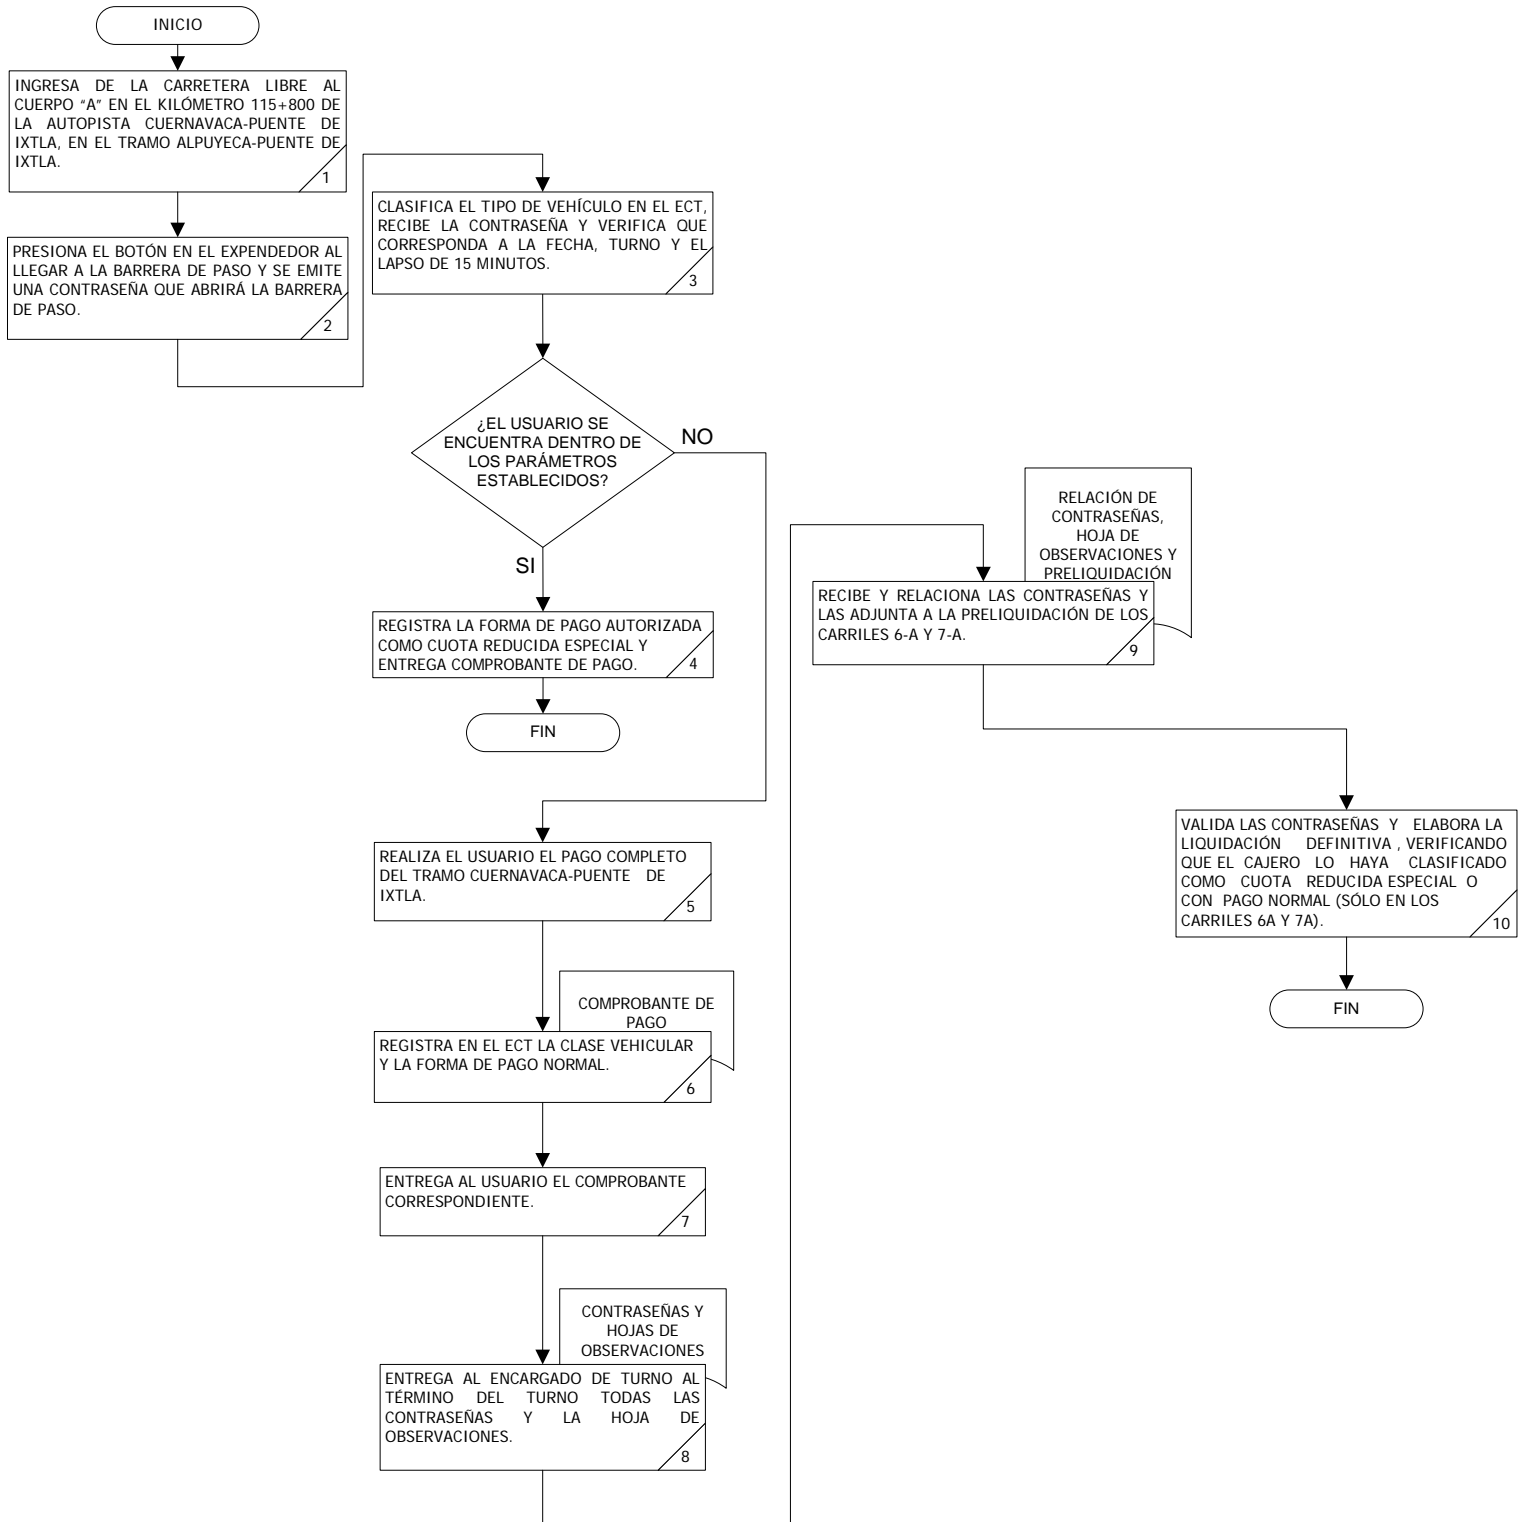 INICIO
INGRESA DE LA CARRETERA LIBRE AL
CUERPO “A” EN EL KILÓMETRO 115+800 DE
LA AUTOPISTA CUERNAVACA-PUENTE DE
IXTLA, EN EL TRAMO ALPUYECA-PUENTE DE
IXTLA.
1
PRESIONA EL BOTÓN EN EL EXPENDEDOR AL
LLEGAR A LA BARRERA DE PASO Y SE EMITE
UNA CONTRASEÑA QUE ABRIRÁ LA BARRERA
DE PASO.
2
CLASIFICA EL TIPO DE VEHÍCULO EN EL ECT,
RECIBE LA CONTRASEÑA Y VERIFICA QUE
CORRESPONDA A LA FECHA, TURNO Y EL
LAPSO DE 15 MINUTOS.
3
¿EL USUARIO SE
ENCUENTRA DENTRO DE
LOS PARÁMETROS
ESTABLECIDOS?
NO
SI
REGISTRA LA FORMA DE PAGO AUTORIZADA
COMO CUOTA REDUCIDA ESPECIAL Y
ENTREGA COMPROBANTE DE PAGO.
4
FIN
REALIZA EL USUARIO EL PAGO COMPLETO
DEL TRAMO CUERNAVACA-PUENTE DE
IXTLA.
5
COMPROBANTE DE
PAGO
REGISTRA EN EL ECT LA CLASE VEHICULAR
Y LA FORMA DE PAGO NORMAL.
6
ENTREGA AL USUARIO EL COMPROBANTE
CORRESPONDIENTE.
7
CONTRASEÑAS Y
HOJAS DE
OBSERVACIONES
ENTREGA AL ENCARGADO DE TURNO AL
TÉRMINO DEL TURNO TODAS LAS
CONTRASEÑAS Y LA HOJA DE
OBSERVACIONES.
8
RELACIÓN DE
CONTRASEÑAS,
HOJA DE
OBSERVACIONES Y
PRELIQUIDACIÓN
RECIBE Y RELACIONA LAS CONTRASEÑAS Y
LAS ADJUNTA A LA PRELIQUIDACIÓN DE LOS
CARRILES 6-A Y 7-A.
9
VALIDA LAS CONTRASEÑAS Y ELABORA LA
LIQUIDACIÓN DEFINITIVA , VERIFICANDO
QUE EL CAJERO LO HAYA CLASIFICADO
COMO CUOTA REDUCIDA ESPECIAL O
CON PAGO NORMAL (SÓLO EN LOS
CARRILES 6A Y 7A).
10
FIN